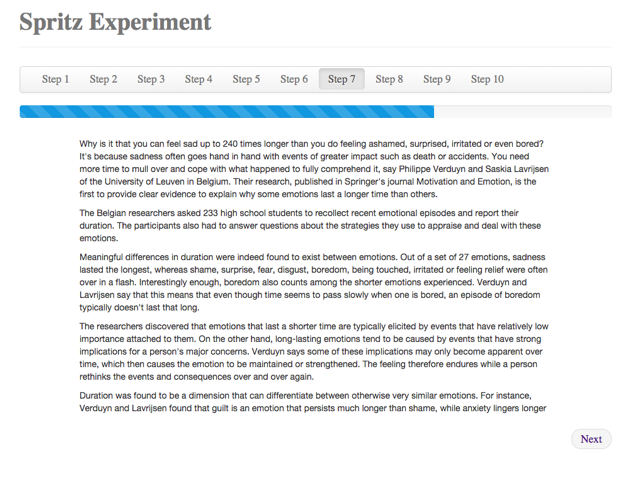 Spritz Experiment
Step 1 Step 2 Step 3 Step 4 Step 5 Step 6 Step 7 Step 8 Step 9 Step 10
Why is it that you can feel sad up to 240 times longer than you do feeling ashamed, surprised, irritated or even bored?
It's because sadness often goes hand in hand with events of greater impact such as death or accidents. You need
more time to mull over and cope with what happened to fully comprehend it, say Philippe Verduyn and Saskia Lavrijsen
of the University of Leuven in Belgium. Their research, published in Springer's journal Motivation and Emotion, is the
first to provide clear evidence to explain why some emotions last a longer time than others.
The Belgian researchers asked 233 high school students to recollect recent emotional episodes and report their
duration. The participants also had to answer questions about the strategies they use to appraise and deal with these
emotions.
Meaningful differences in duration were indeed found to exist between emotions. Out of a set of 27 emotions, sadness
lasted the longest, whereas shame, surprise, fear, disgust, boredom, being touched, irritated or feeling relief were often
over in a flash. Interestingly enough, boredom also counts among the shorter emotions experienced. Verduyn and
Lavrijsen say that this means that even though time seems to pass slowly when one is bored, an episode of boredom
typically doesn't last that long.
The researchers discovered that emotions that last a shorter time are typically elicited by events that have relatively low
importance attached to them. On the other hand, long-lasting emotions tend to be caused by events that have strong
implications for a person's major concerns. Verduyn says some of these implications may only become apparent over
time, which then causes the emotion to be maintained or strengthened. The feeling therefore endures while a person
rethinks the events and consequences over and over again.
Duration was found to be a dimension that can differentiate between otherwise very similar emotions. For instance,
Verduyn and Lavrijsen found that guilt is an emotion that persists much longer than shame, while anxiety lingers longer
Next